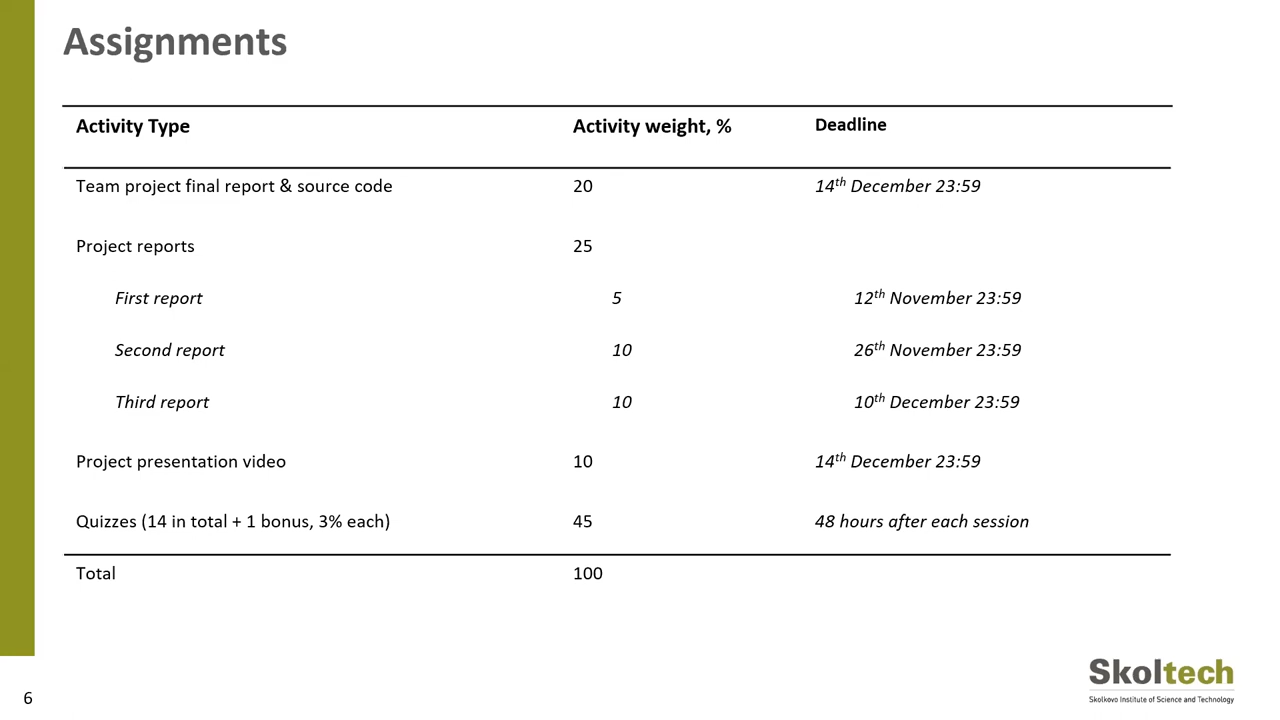 Assignments
Activity Type Activity weight, % Deadline
Team project final report & source code 20 14th December 23:59
Project reports 25
First report 5 12th November 23:59
Second report 10 26th November 23:59
Third report 10 10th December 23:59
Project presentation video 10 14th December 23:59
Quizzes (14 in total + 1 bonus, 3% each) 45 48 hours after each session
Total 100
Skoltech
Skolkovo Institute of Science and Technology
6